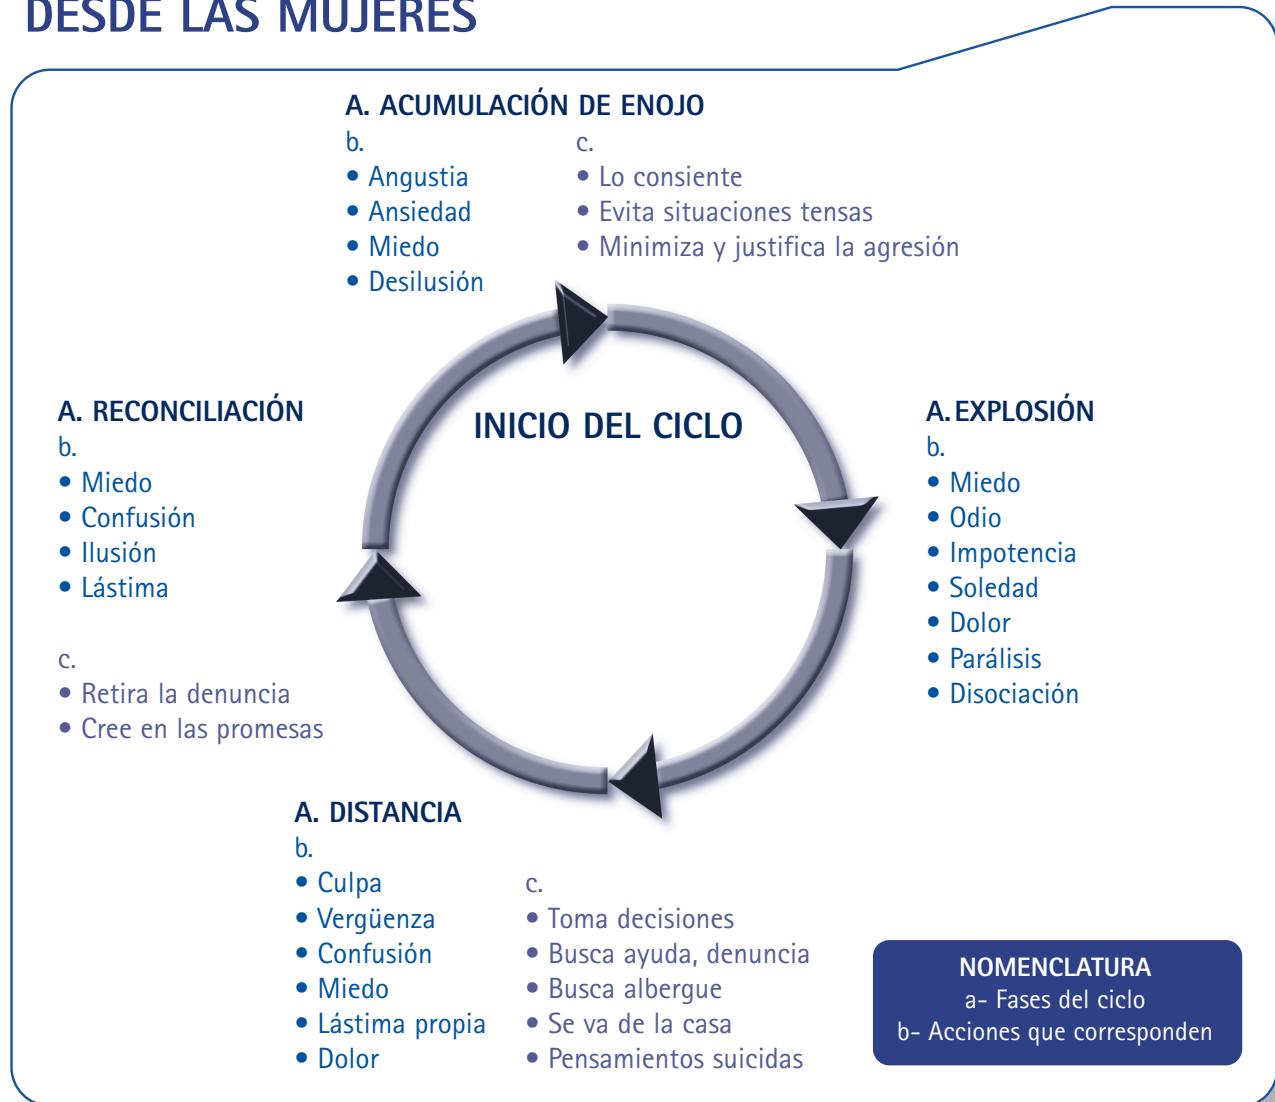 DESDE LAS MUJERES
A. ACUMULACIÓN DE ENOJO
b.
• Angustia
• Ansiedad
• Miedo
• Desilusión
c.
• Lo consiente
• Evita situaciones tensas
• Minimiza y justifica la agresión
INICIO DEL CICLO
A. RECONCILIACIÓN
b.
• Miedo
• Confusión
• Ilusión
• Lástima
c.
• Retira la denuncia
• Cree en las promesas
A. EXPLOSIÓN
b.
• Miedo
• Odio
• Impotencia
• Soledad
• Dolor
• Parálisis
• Disociación
A. DISTANCIA
b.
• Culpa
• Vergüenza
• Confusión
• Miedo
• Lástima propia
• Dolor
c.
• Toma decisiones
• Busca ayuda, denuncia
• Busca albergue
• Se va de la casa
• Pensamientos suicidas
NOMENCLATURA
a- Fases del ciclo
b- Acciones que corresponden